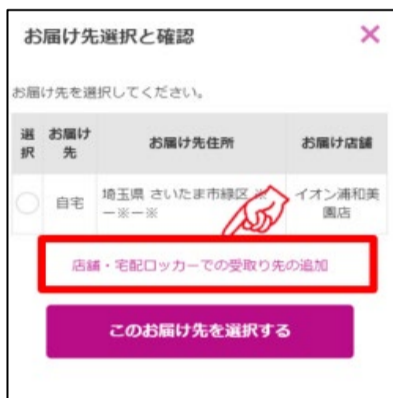 お届け先選択と確認 ×
お届け先を選択してください。
選択 お届け先 お届け先住所 お届け店舗
自宅 埼玉県 さいたま市緑区 ※ー※ー※ イオン浦和美園店
店舗・宅配ロッカーでの受取り先の追加
このお届け先を選択する